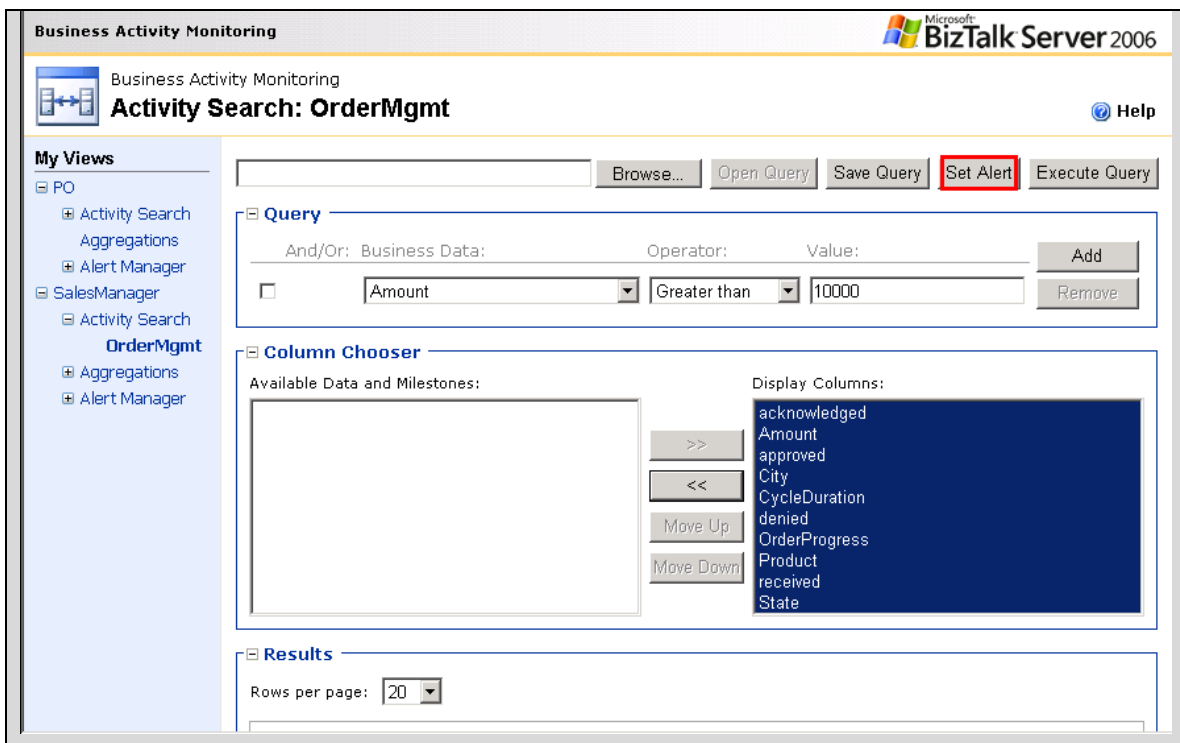 Business Activity Monitoring
Microsoft BizTalk Server 2006
Business Activity Monitoring
Activity Search: OrderMgmt
Help
My Views
PO
Activity Search
Aggregations
Alert Manager
SalesManager
Activity Search
OrderMgmt
Aggregations
Alert Manager
Browse... Open Query Save Query Set Alert Execute Query
Query
And/Or: Business Data: Operator: Value: Add
Amount Greater than 10000 Remove
Column Chooser
Available Data and Milestones: Display Columns:
>>
<<
Move Up
Move Down
acknowledged
Amount
approved
City
CycleDuration
denied
OrderProgress
Product
received
State
Results
Rows per page: 20